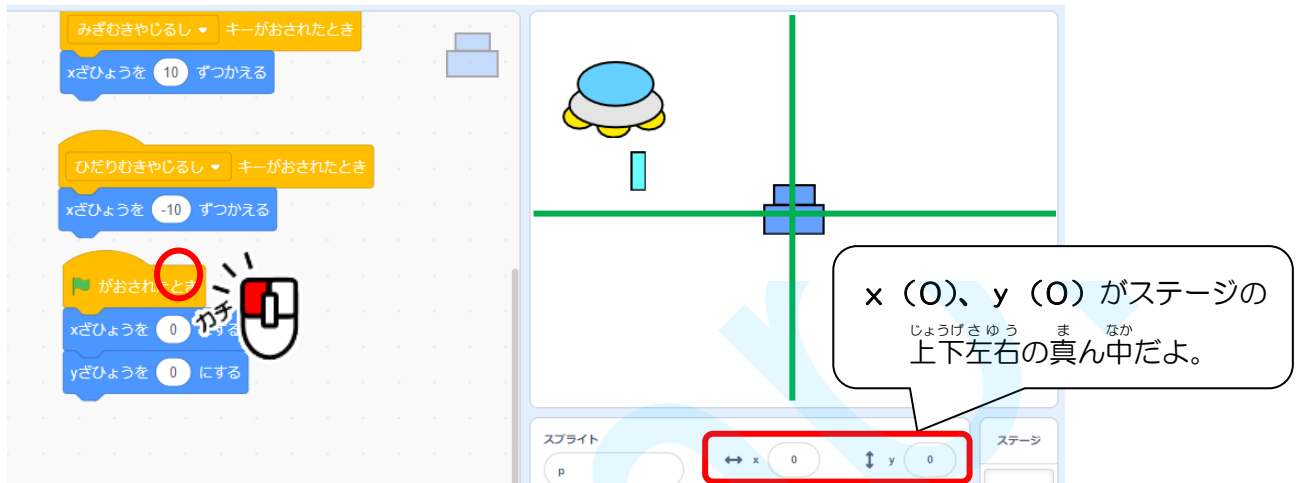 みぎむきやじるし キーがおされたとき
xざひょうを 10 ずつかえる
ひだりむきやじるし キーがおされたとき
xざひょうを -10 ずつかえる
がおされたとき
xざひょうを 0 にする
yざひょうを 0 にする
カチ
x(0)、y(0)がステージの
じょうげさゆう ま なか
上下左右の真ん中だよ。
スプライト
p
x 0
y 0
ステージ